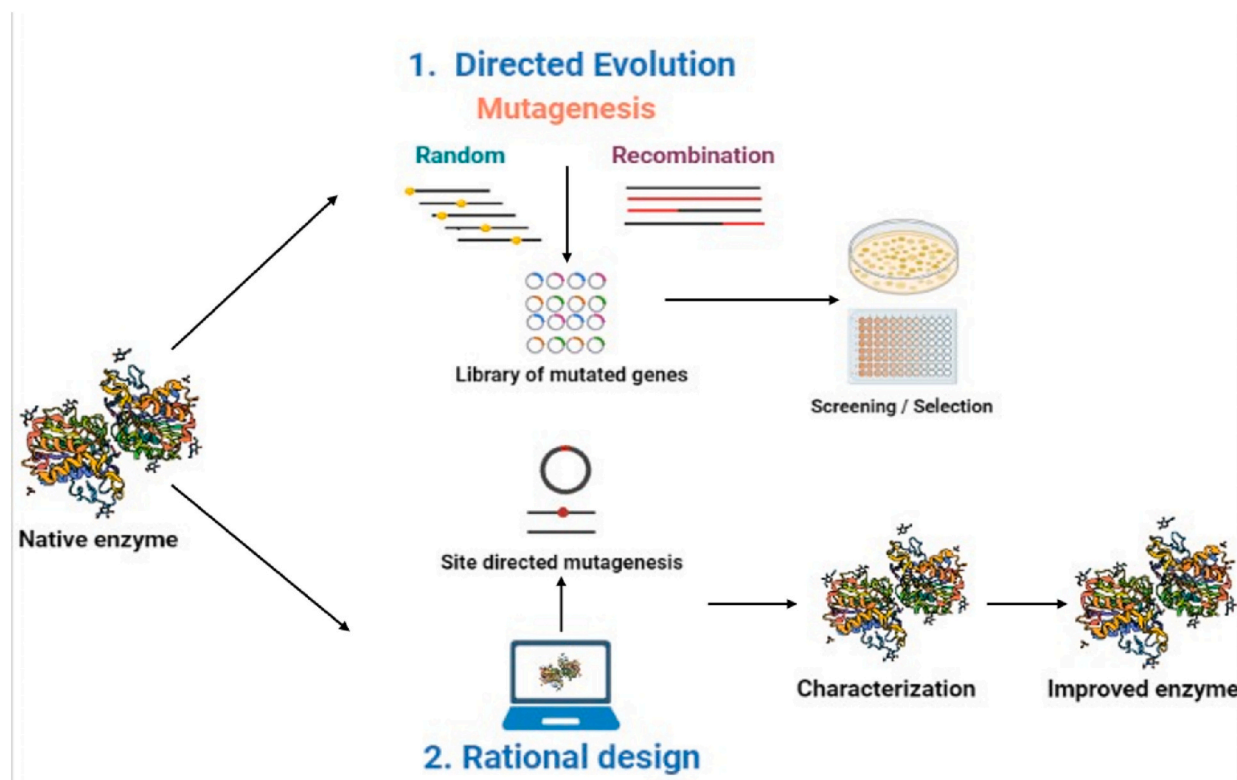 1. Directed Evolution
Mutagenesis
Random
Recombination
Library of mutated genes
Screening / Selection
Native enzyme
Site directed mutagenesis
Characterization
Improved enzyme
2. Rational design